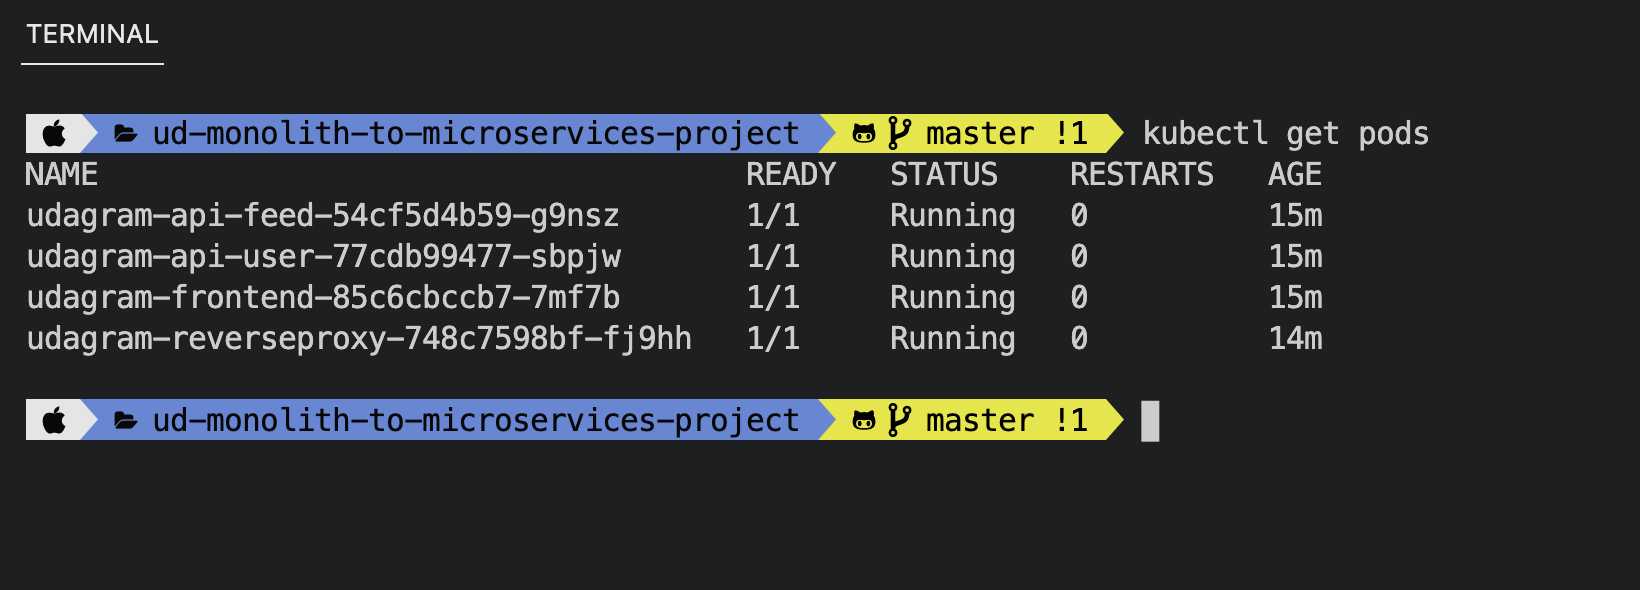 TERMINAL
ud-monolith-to-microservices-project master !1 kubectl get pods
NAME READY STATUS RESTARTS AGE
udagram-api-feed-54cf5d4b59-g9nsz 1/1 Running 0 15m
udagram-api-user-77cdb99477-sbpjw 1/1 Running 0 15m
udagram-frontend-85c6cbccb7-7mf7b 1/1 Running 0 15m
udagram-reverseproxy-748c7598bf-fj9hh 1/1 Running 0 14m
ud-monolith-to-microservices-project master !1